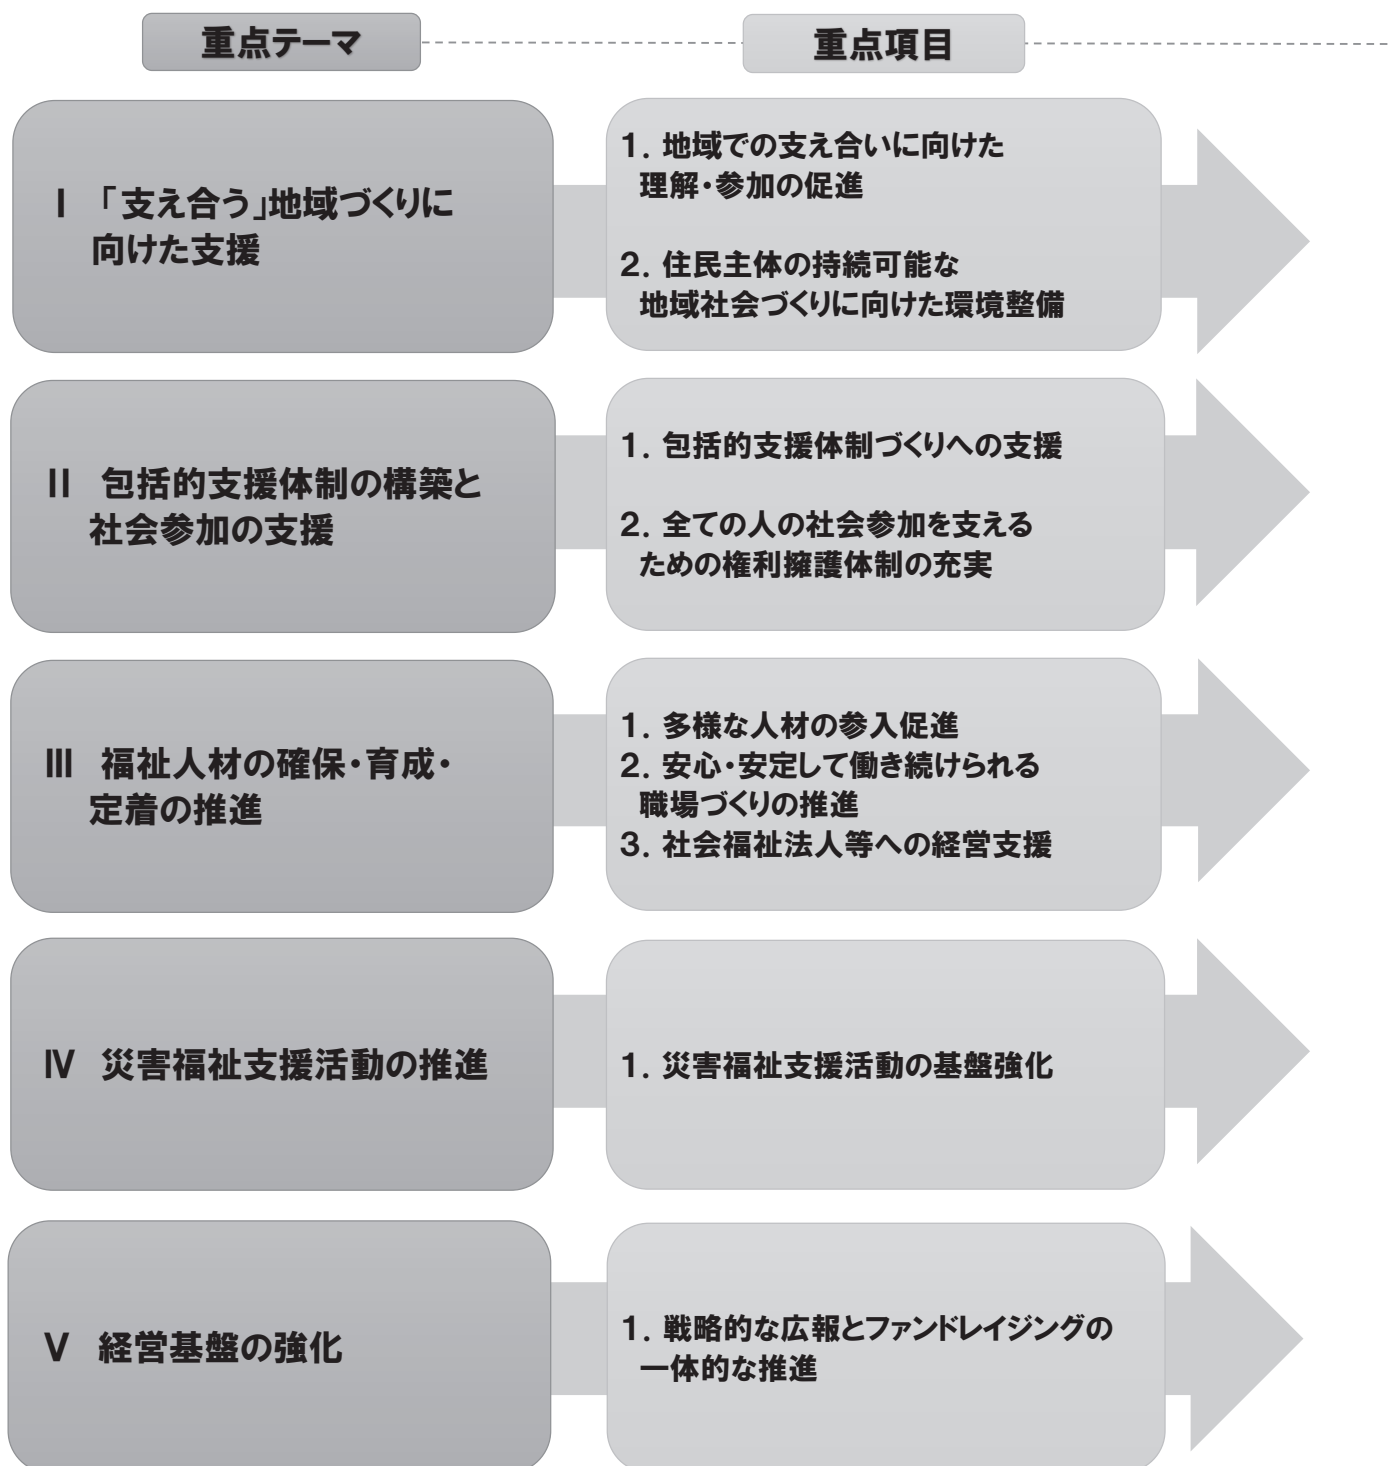 重点テーマ
重点項目
Ⅰ 「支え合う」地域づくりに
向けた支援
1. 地域での支え合いに向けた
理解・参加の促進
2. 住民主体の持続可能な
地域社会づくりに向けた環境整備
Ⅱ 包括的支援体制の構築と
社会参加の支援
1. 包括的支援体制づくりへの支援
2. 全ての人の社会参加を支える
ための権利擁護体制の充実
Ⅲ 福祉人材の確保・育成・
定着の推進
1. 多様な人材の参入促進
2. 安心・安定して働き続けられる
職場づくりの推進
3. 社会福祉法人等への経営支援
Ⅳ 災害福祉支援活動の推進
1. 災害福祉支援活動の基盤強化
Ⅴ 経営基盤の強化
1. 戦略的な広報とファンドレイジングの
一体的な推進